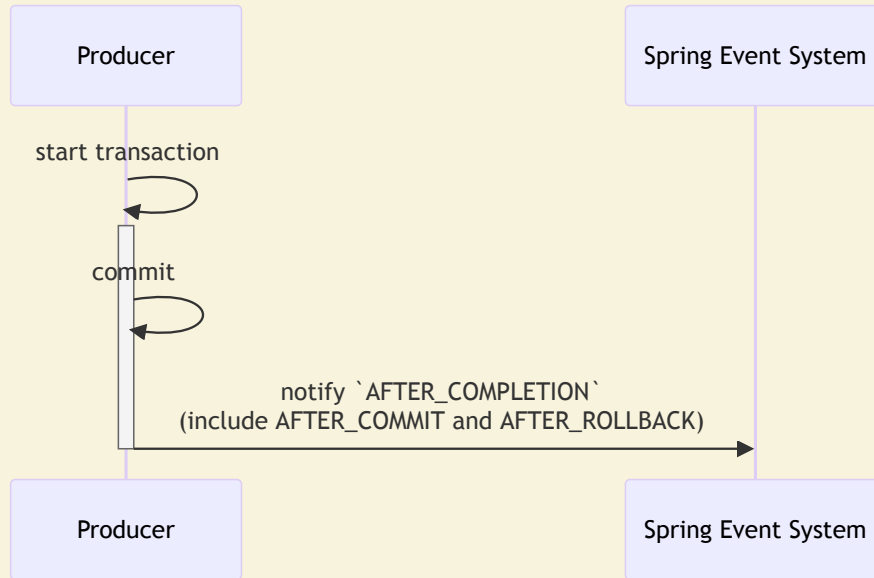 Producer
Spring Event System
start transaction
commit
notify `AFTER_COMPLETION`
(include AFTER_COMMIT and AFTER_ROLLBACK)
Producer
Spring Event System